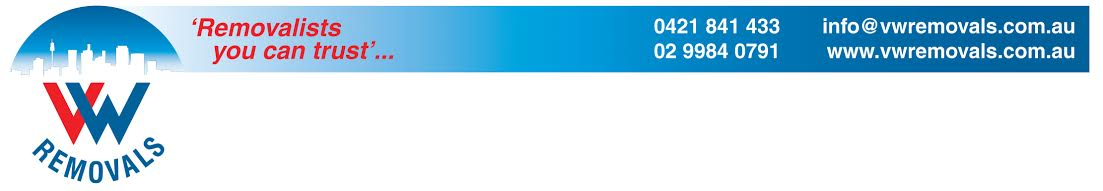 ‘Removalists
you can trust’...
0421 841 433
02 9984 0791
info@vwremovals.com.au
www.vwremovals.com.au
VW
REMOVALS